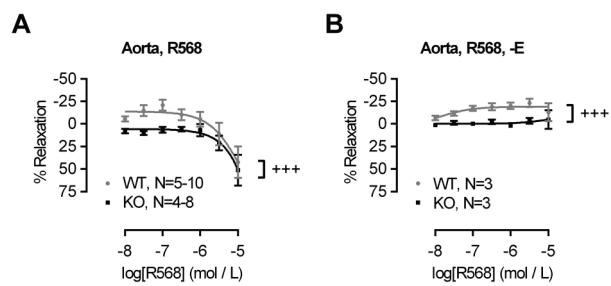 A
Aorta, R568
% Relaxation
-50
-25
0
25
50
75
WT, N=5-10
KO, N=4-8
+++
-8
-7
-6
-5
log[R568] (mol / L)
B
Aorta, R568, -E
% Relaxation
-50
-25
0
25
50
75
WT, N=3
KO, N=3
+++
-8
-7
-6
-5
log[R568] (mol / L)